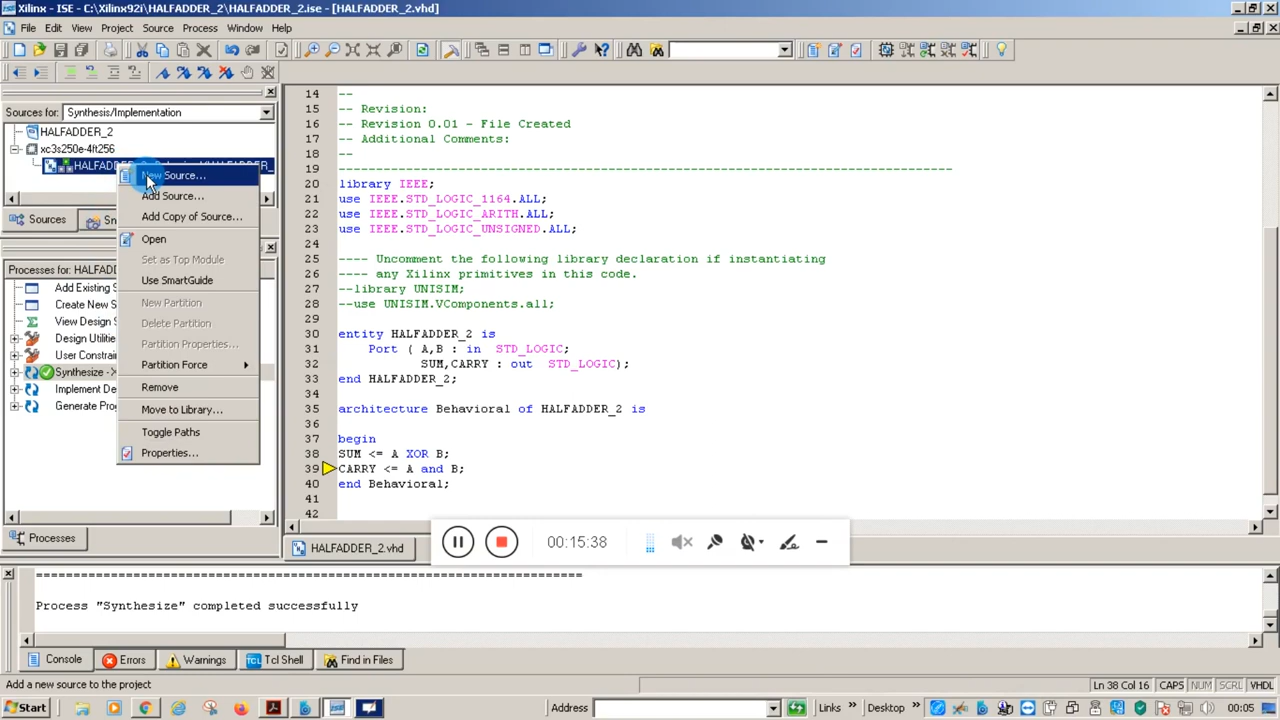 Xilinx - ISE - C:\Xilinx92i\HALFADDER_2\HALFADDER_2.ise - [HALFADDER_2.vhd]
File Edit View Project Source Process Window Help
Sources for: Synthesis/Implementation
HALFADDER_2
xc3s250e-4ft256
New Source...
Add Source...
Add Copy of Source...
Open
Set as Top Module
Use SmartGuide
New Partition
Delete Partition
Partition Properties...
Partition Force
Remove
Move to Library...
Toggle Paths
Properties...
Sources
Processes for: HALFAD
Add Existing S
Create New S
View Design S
Design Utilities
User Constrai
Synthesize - X
Implement De
Generate Prog
Processes
14 --
15 -- Revision:
16 -- Revision 0.01 - File Created
17 -- Additional Comments:
18 --
19 ----------------------------------------------------------------------------------
20 library IEEE;
21 use IEEE.STD_LOGIC_1164.ALL;
22 use IEEE.STD_LOGIC_ARITH.ALL;
23 use IEEE.STD_LOGIC_UNSIGNED.ALL;
24
25 ---- Uncomment the following library declaration if instantiating
26 ---- any Xilinx primitives in this code.
27 --library UNISIM;
28 --use UNISIM.VComponents.all;
29
30 entity HALFADDER_2 is
31 Port ( A,B : in STD_LOGIC;
32 SUM,CARRY : out STD_LOGIC);
33 end HALFADDER_2;
34
35 architecture Behavioral of HALFADDER_2 is
36
37 begin
38 SUM <= A XOR B;
39 CARRY <= A and B;
40 end Behavioral;
41
42
HALFADDER_2.vhd
00:15:38
=========================================================================
Process "Synthesize" completed successfully
Console Errors Warnings Tcl Shell Find in Files
Add a new source to the project
Ln 38 Col 16 CAPS NUM SCRL VHDL
Start Address Links » Desktop » 00:05